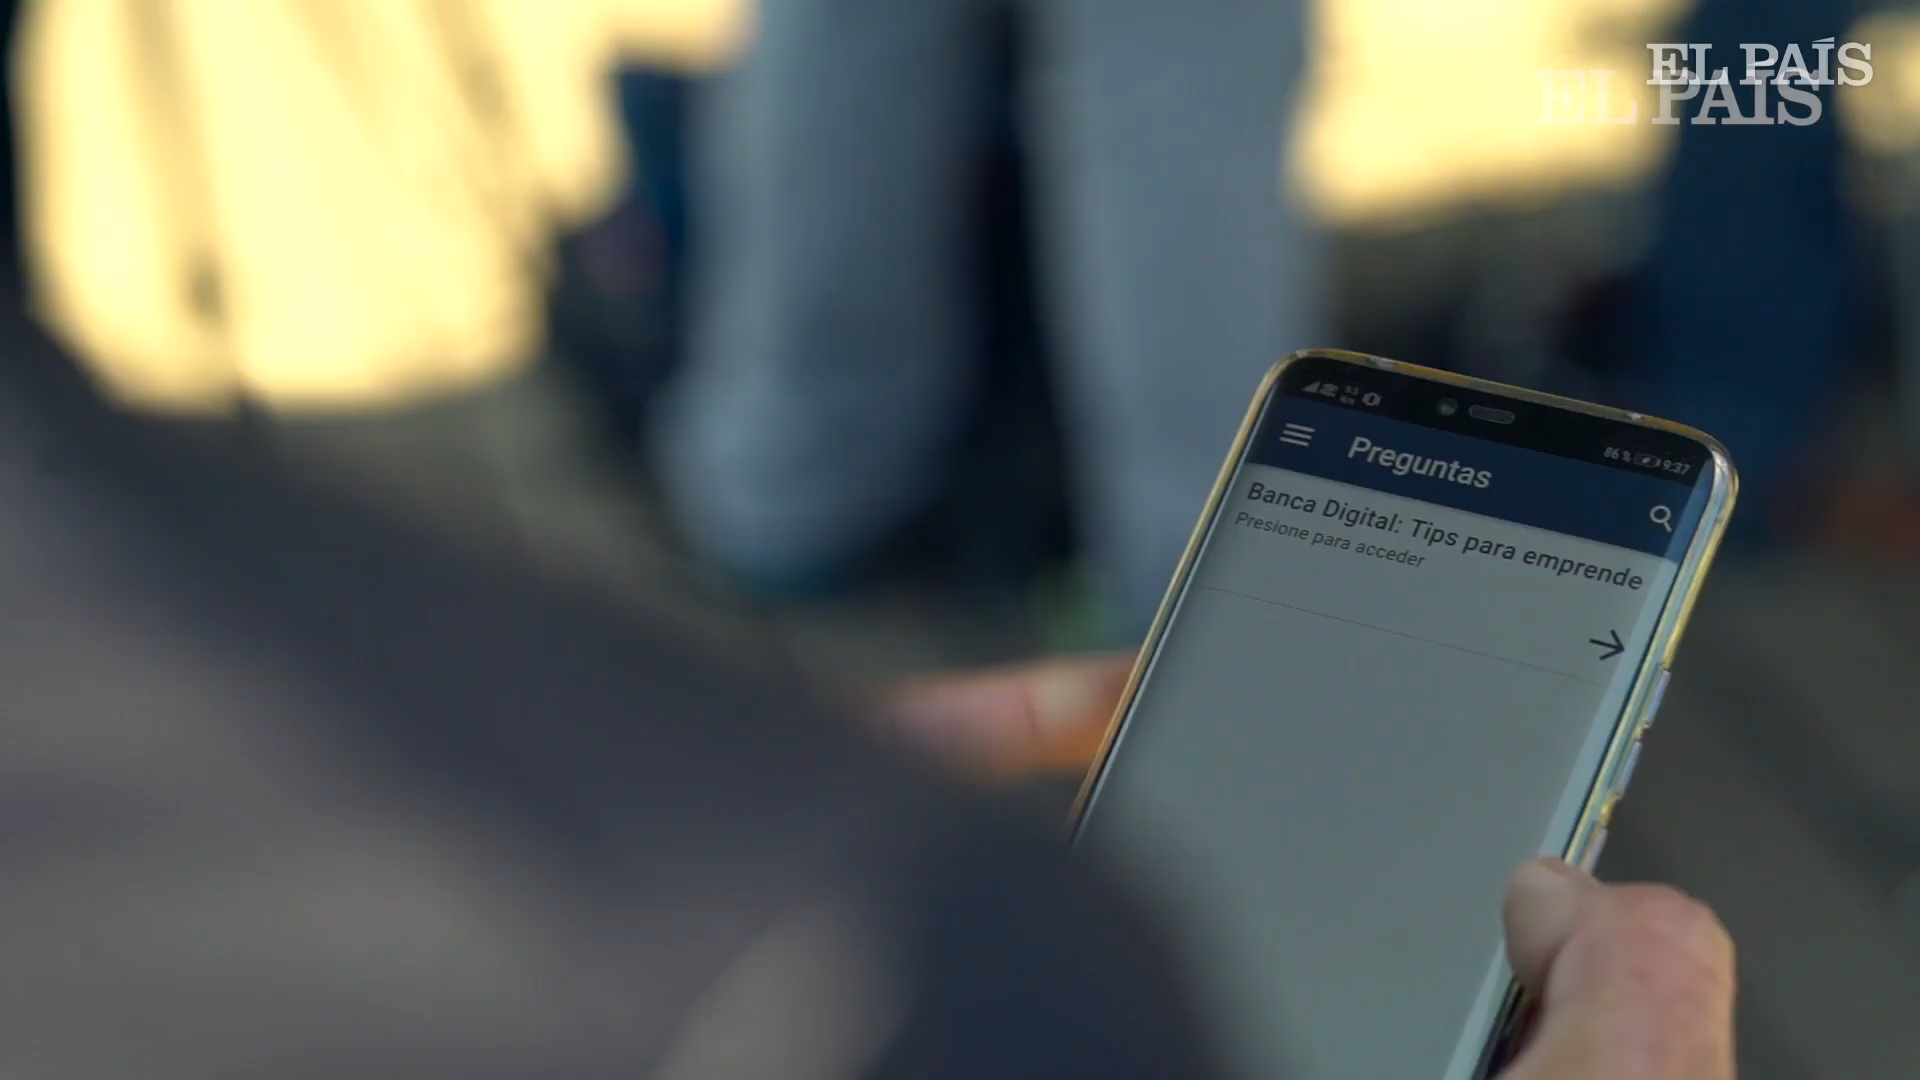 EL PAÍS
EL PAÍS
86 % 9:37
Preguntas
Banca Digital: Tips para emprende
Presione para acceder